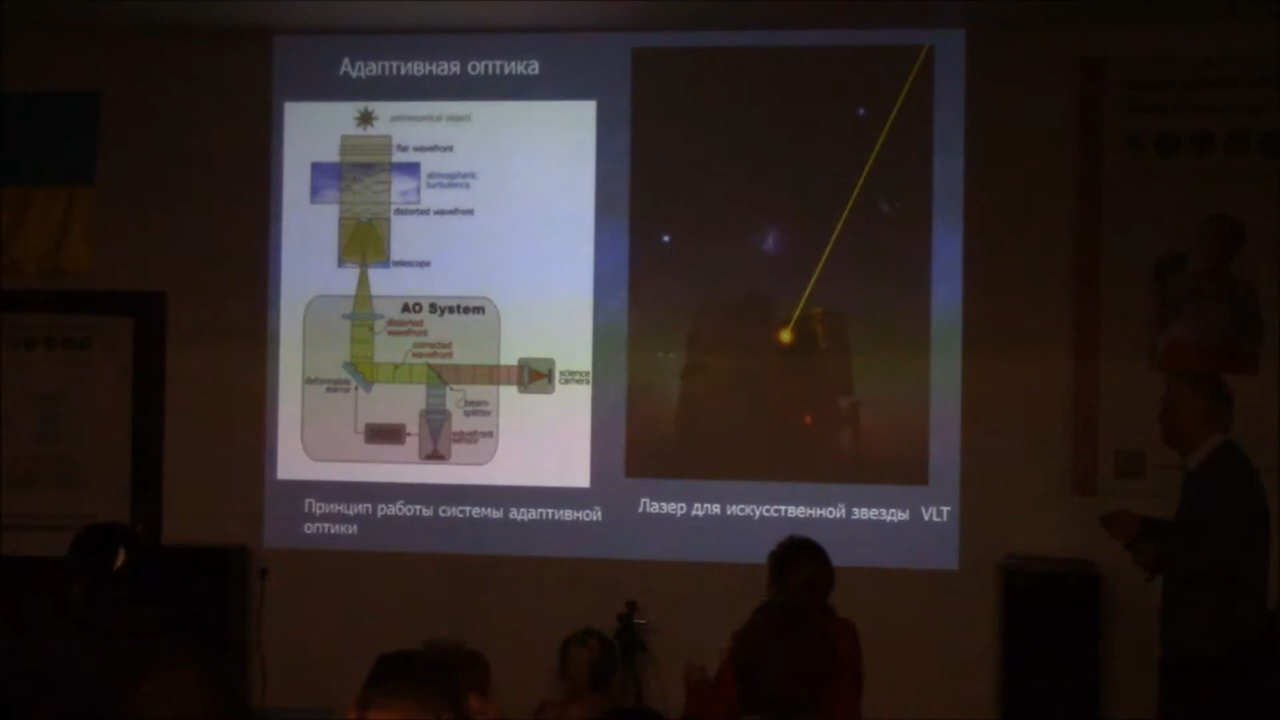 Адаптивная оптика
astronomical object
flat wavefront
atmospheric
turbulence
distorted wavefront
telescope
AO System
distorted
wavefront
corrected
wavefront
deformable
mirror
science
camera
beam-
splitter
wavefront
sensor
Принцип работы системы адаптивной
оптики
Лазер для искусственной звезды VLT